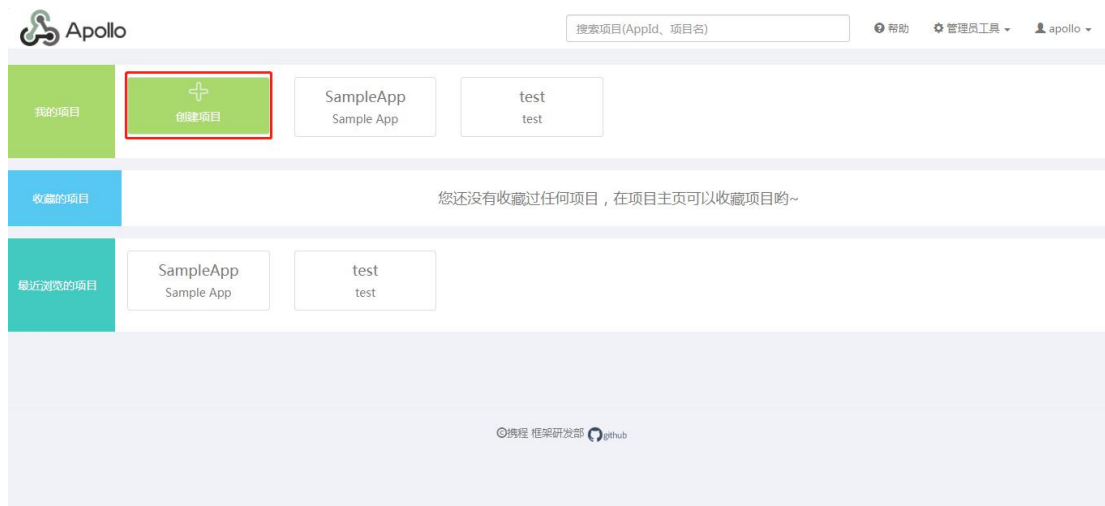 Apollo
搜索项目(AppId、项目名)
帮助
管理员工具
apollo
我的项目
创建项目
SampleApp
Sample App
test
test
收藏的项目
您还没有收藏过任何项目，在项目主页可以收藏项目哟~
最近浏览的项目
SampleApp
Sample App
test
test
©携程 框架研发部 github